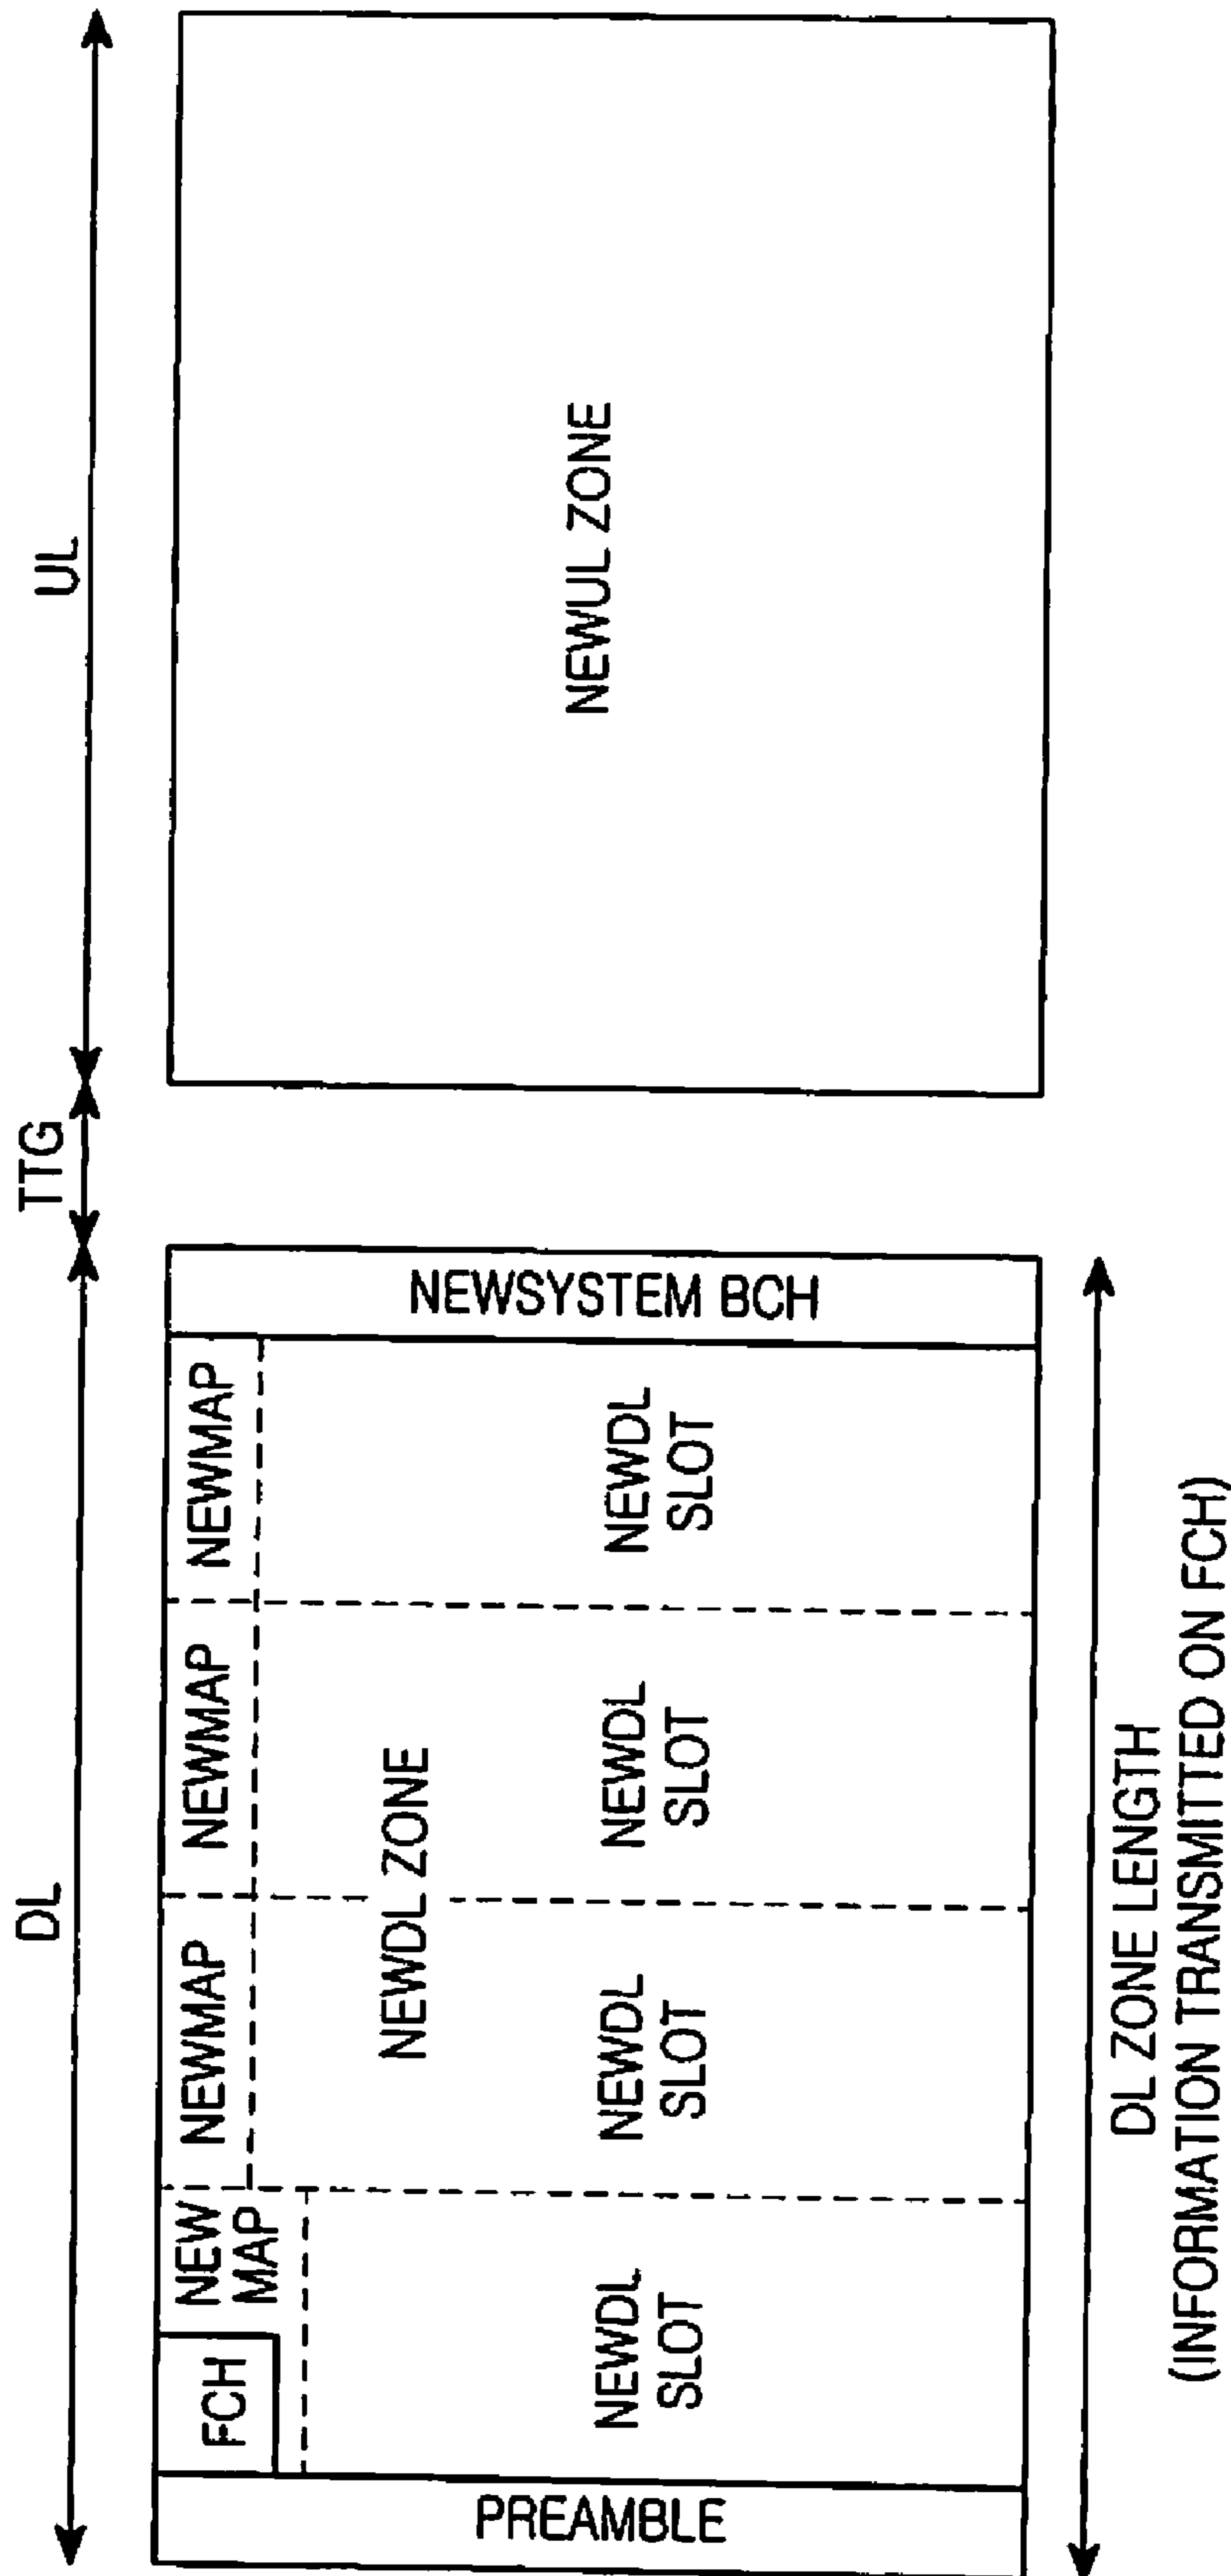 DL
TTG
UL
PREAMBLE
FCH
NEW
MAP
NEWMAP
NEWMAP
NEWMAP
NEWDL ZONE
NEWDL
SLOT
NEWDL
SLOT
NEWDL
SLOT
NEWDL
SLOT
NEWSYSTEM BCH
NEWUL ZONE
DL ZONE LENGTH
(INFORMATION TRANSMITTED ON FCH)